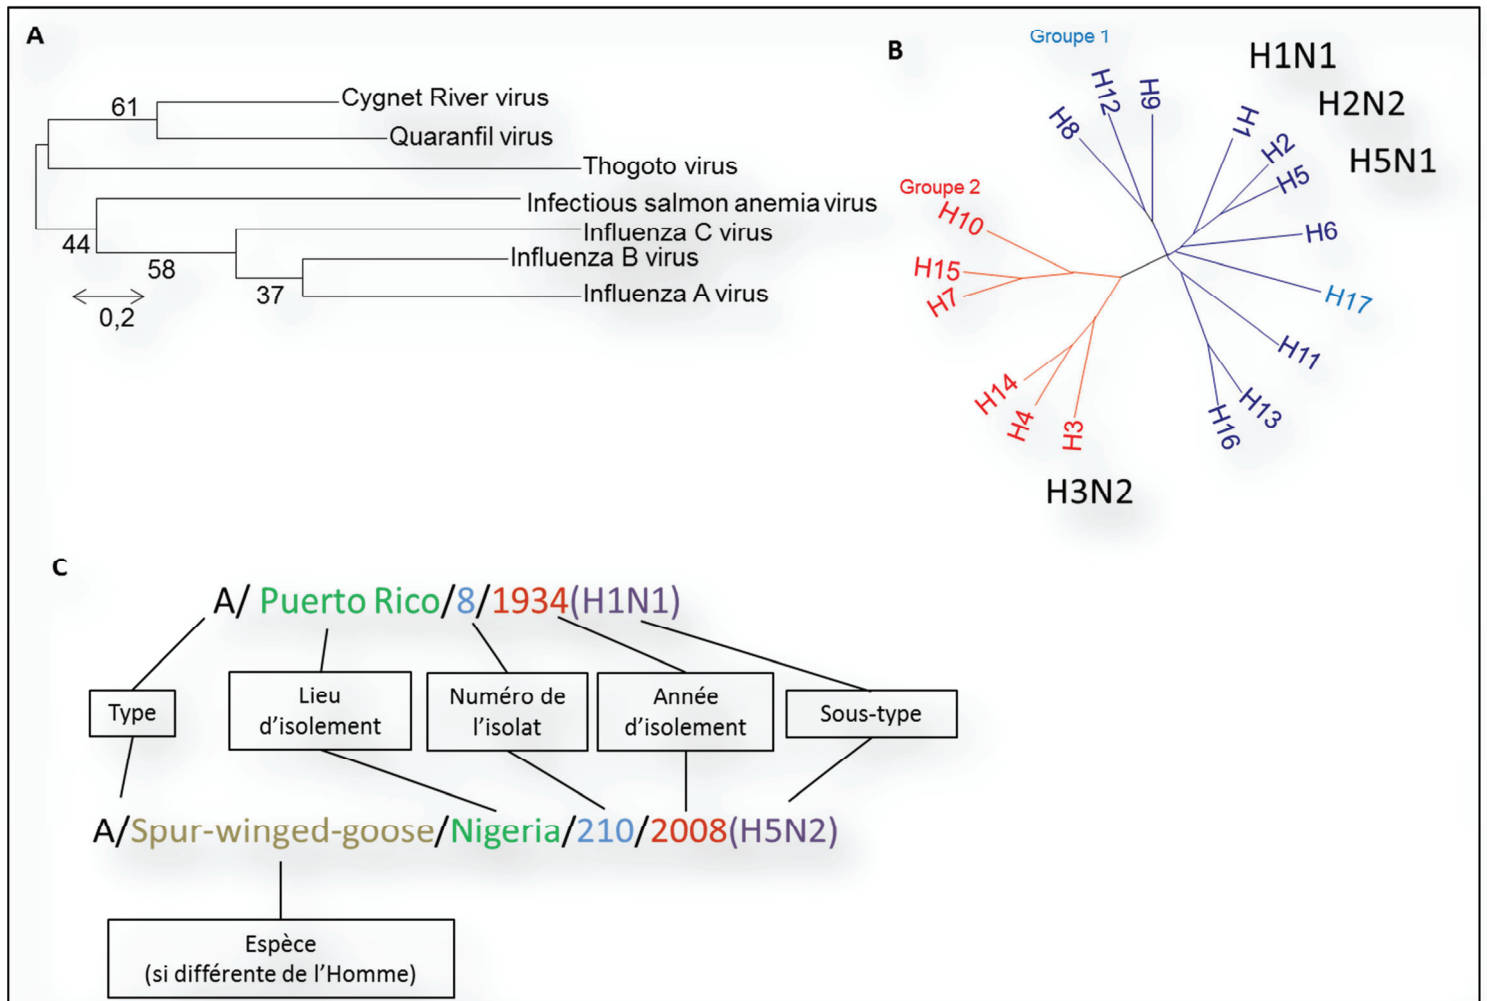 A
61
Cygnet River virus
Quaranfil virus
Thogoto virus
Infectious salmon anemia virus
44
Influenza C virus
58
Influenza B virus
37
Influenza A virus
0,2
B
Groupe 1
H1N1
H2N2
H5N1
H8
H12
H9
H1
H2
H5
H6
H17
H11
H13
H16
Groupe 2
H10
H15
H7
H14
H4
H3
H3N2
C
A/ Puerto Rico/8/1934(H1N1)
Type
Lieu
d’isolement
Numéro de
l’isolat
Année
d’isolement
Sous-type
A/Spur-winged-goose/Nigeria/210/2008(H5N2)
Espèce
(si différente de l’Homme)